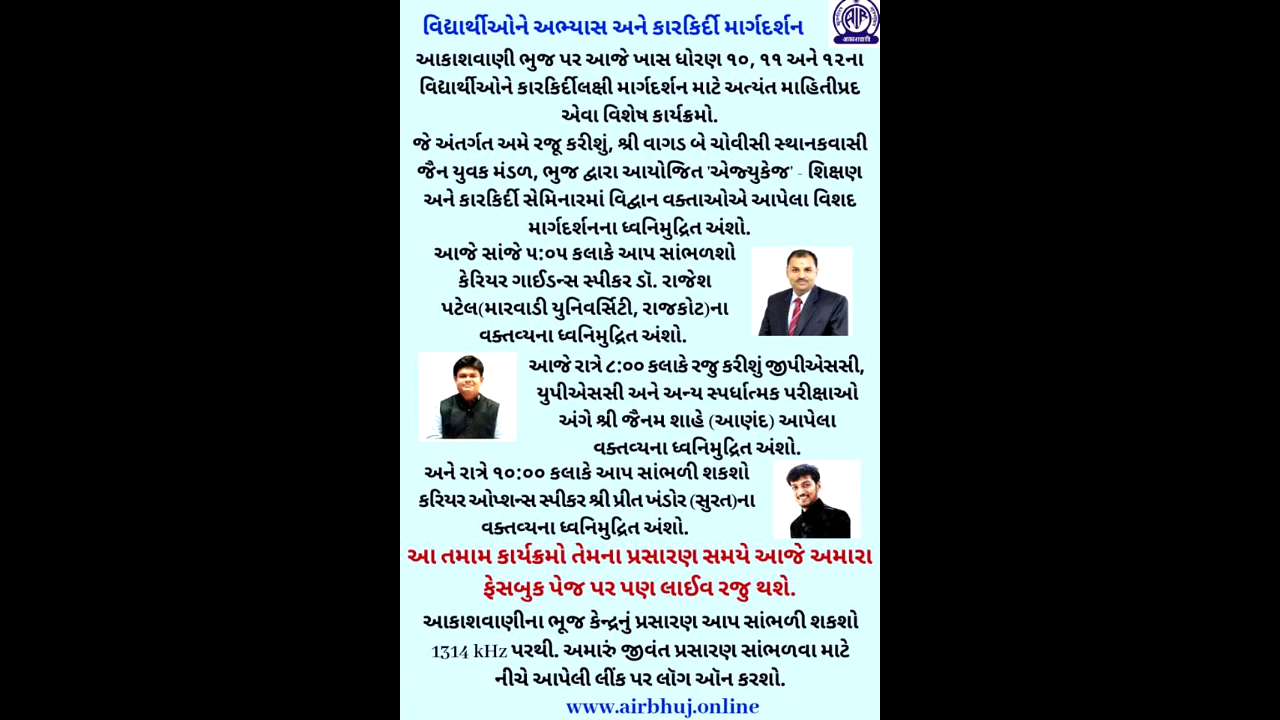 વિદ્યાર્થીઓને અભ્યાસ અને કારકિર્દી માર્ગદર્શન
આકાશવાણી
આકાશવાણી ભુજ પર આજે ખાસ ધોરણ ૧૦, ૧૧ અને ૧૨ના
વિદ્યાર્થીઓને કારકિર્દીલક્ષી માર્ગદર્શન માટે અત્યંત માહિતીપ્રદ
એવા વિશેષ કાર્યક્રમો.
જે અંતર્ગત અમે રજૂ કરીશું, શ્રી વાગડ બે ચોવીસી સ્થાનકવાસી
જૈન યુવક મંડળ, ભુજ દ્વારા આયોજિત 'એજ્યુકેજ' - શિક્ષણ
અને કારકિર્દી સેમિનારમાં વિદ્વાન વક્તાઓએ આપેલા વિશદ
માર્ગદર્શનના ધ્વનિમુદ્રિત અંશો.
આજે સાંજે ૫:૦૫ કલાકે આપ સાંભળશો
કેરિયર ગાઈડન્સ સ્પીકર ડૉ. રાજેશ
પટેલ(મારવાડી યુનિવર્સિટી, રાજકોટ)ના
વક્તવ્યના ધ્વનિમુદ્રિત અંશો.
આજે રાત્રે ૮:૦૦ કલાકે રજુ કરીશું જીપીએસસી,
યુપીએસસી અને અન્ય સ્પર્ધાત્મક પરીક્ષાઓ
અંગે શ્રી જૈનમ શાહે (આણંદ) આપેલા
વક્તવ્યના ધ્વનિમુદ્રિત અંશો.
અને રાત્રે ૧૦:૦૦ કલાકે આપ સાંભળી શકશો
કરિયર ઓપ્શન્સ સ્પીકર શ્રી પ્રીત ખંડોર (સુરત)ના
વક્તવ્યના ધ્વનિમુદ્રિત અંશો.
આ તમામ કાર્યક્રમો તેમના પ્રસારણ સમયે આજે અમારા
ફેસબુક પેજ પર પણ લાઈવ રજુ થશે.
આકાશવાણીના ભૂજ કેન્દ્રનું પ્રસારણ આપ સાંભળી શકશો
1314 kHz પરથી. અમારું જીવંત પ્રસારણ સાંભળવા માટે
નીચે આપેલી લીંક પર લૉગ ઑન કરશો.
www.airbhuj.online